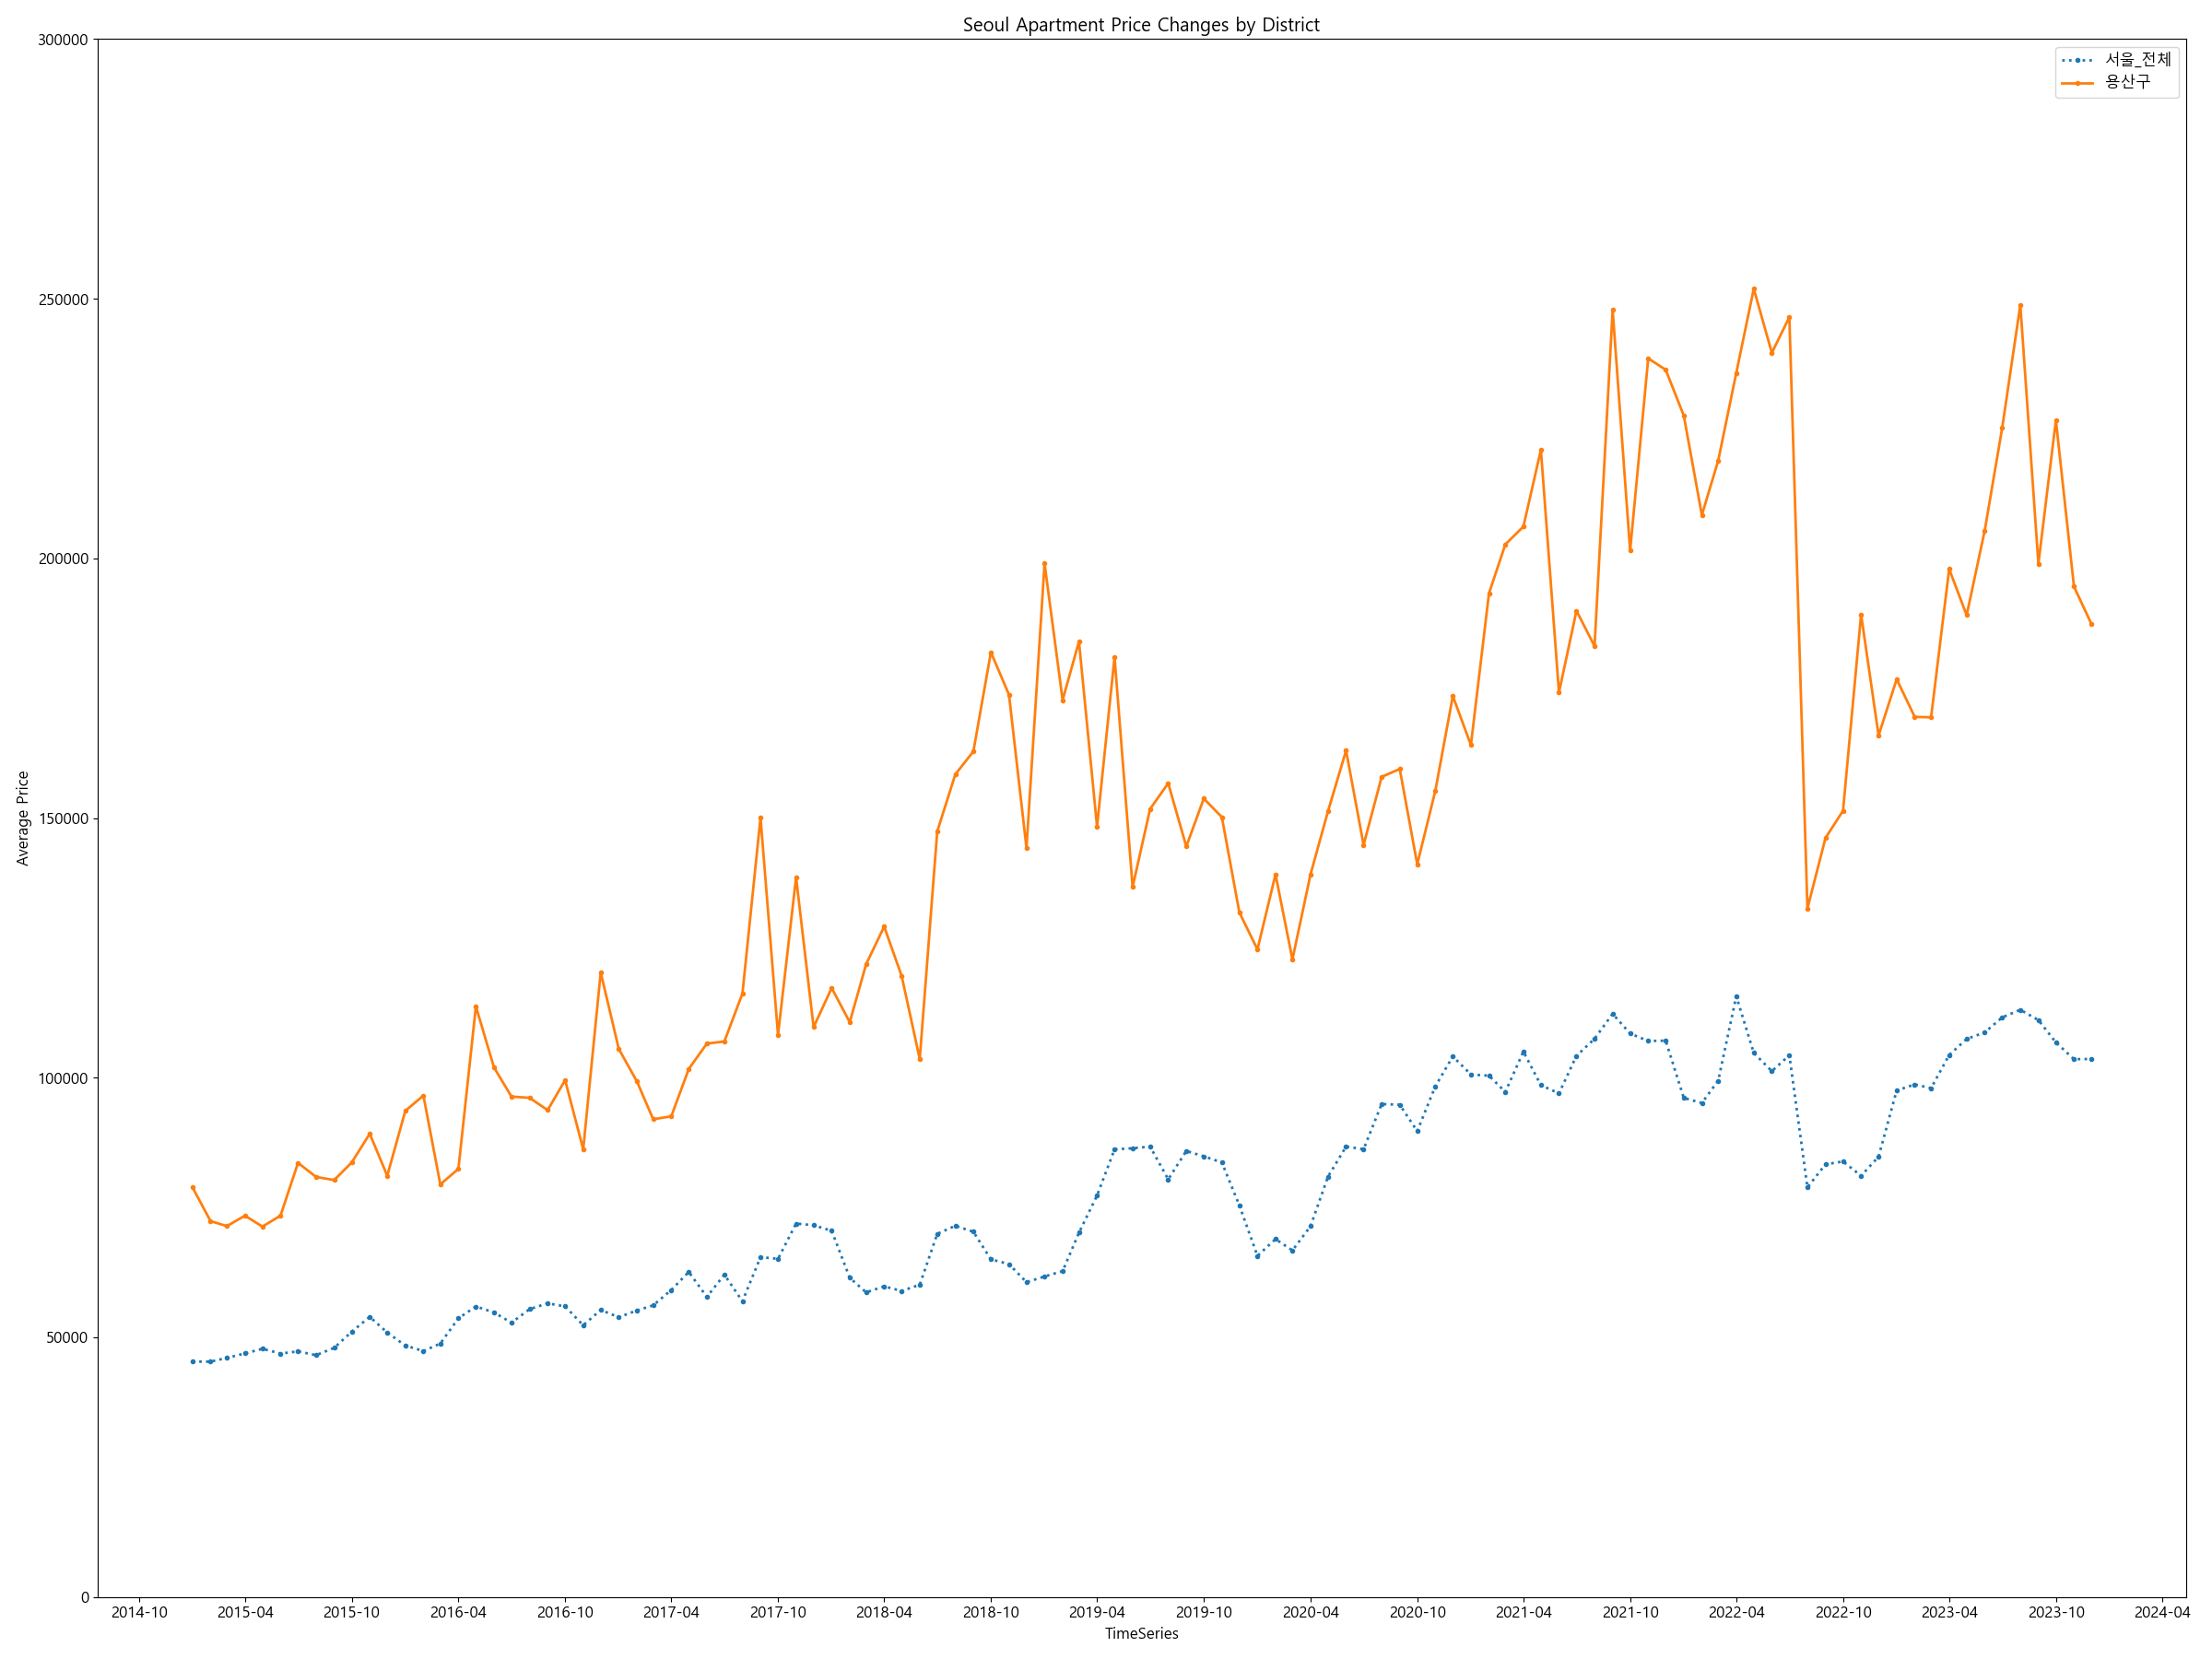 Seoul Apartment Price Changes by District
서울_전체
용산구
300000
250000
200000
150000
100000
50000
0
Average Price
2014-10 2015-04 2015-10 2016-04 2016-10 2017-04 2017-10 2018-04 2018-10 2019-04 2019-10 2020-04 2020-10 2021-04 2021-10 2022-04 2022-10 2023-04 2023-10 2024-04
TimeSeries